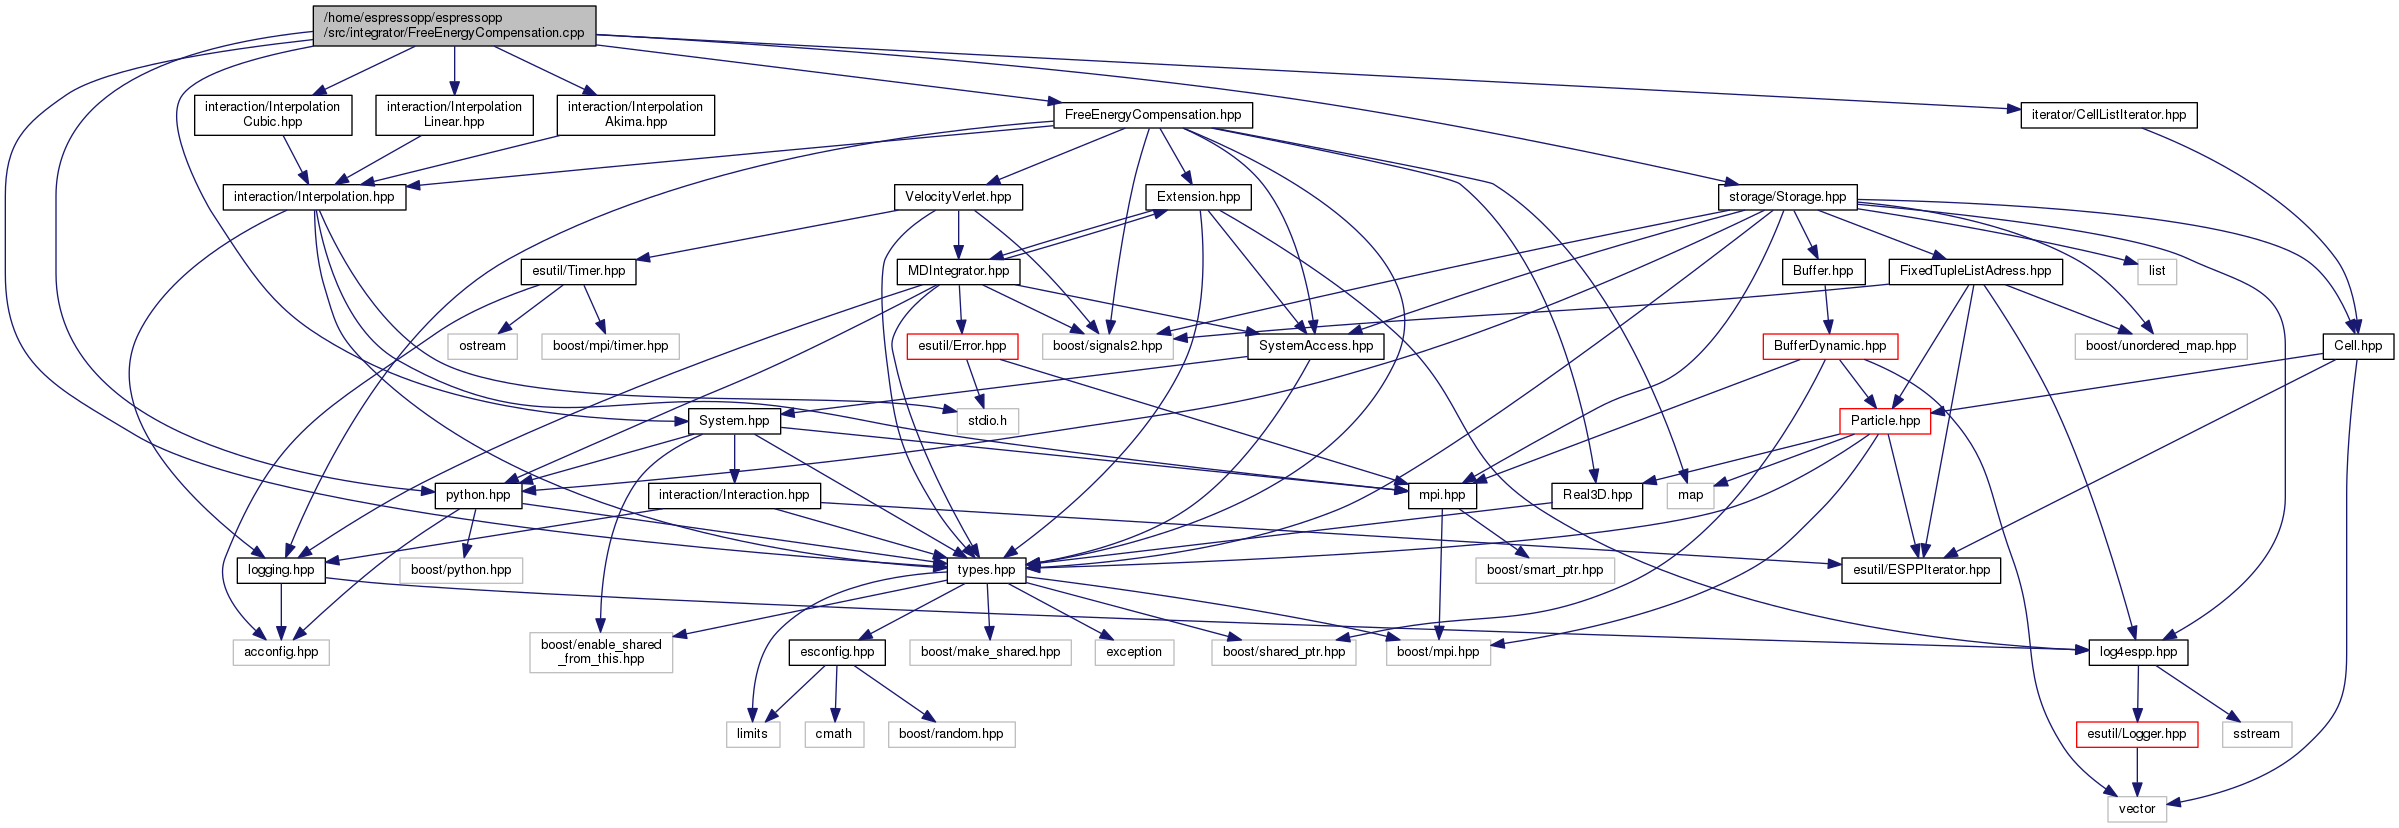 /home/espressopp/espressopp
/src/integrator/FreeEnergyCompensation.cpp
interaction/Interpolation
Cubic.hpp
interaction/Interpolation
Linear.hpp
interaction/Interpolation
Akima.hpp
FreeEnergyCompensation.hpp
iterator/CellListIterator.hpp
interaction/Interpolation.hpp
VelocityVerlet.hpp
Extension.hpp
storage/Storage.hpp
esutil/Timer.hpp
MDIntegrator.hpp
Buffer.hpp
FixedTupleListAdress.hpp
list
ostream
boost/mpi/timer.hpp
esutil/Error.hpp
boost/signals2.hpp
SystemAccess.hpp
BufferDynamic.hpp
boost/unordered_map.hpp
Cell.hpp
System.hpp
stdio.h
Particle.hpp
python.hpp
interaction/Interaction.hpp
mpi.hpp
Real3D.hpp
map
logging.hpp
boost/python.hpp
types.hpp
boost/smart_ptr.hpp
esutil/ESPPIterator.hpp
acconfig.hpp
boost/enable_shared
_from_this.hpp
esconfig.hpp
boost/make_shared.hpp
exception
boost/shared_ptr.hpp
boost/mpi.hpp
log4espp.hpp
limits
cmath
boost/random.hpp
esutil/Logger.hpp
sstream
vector